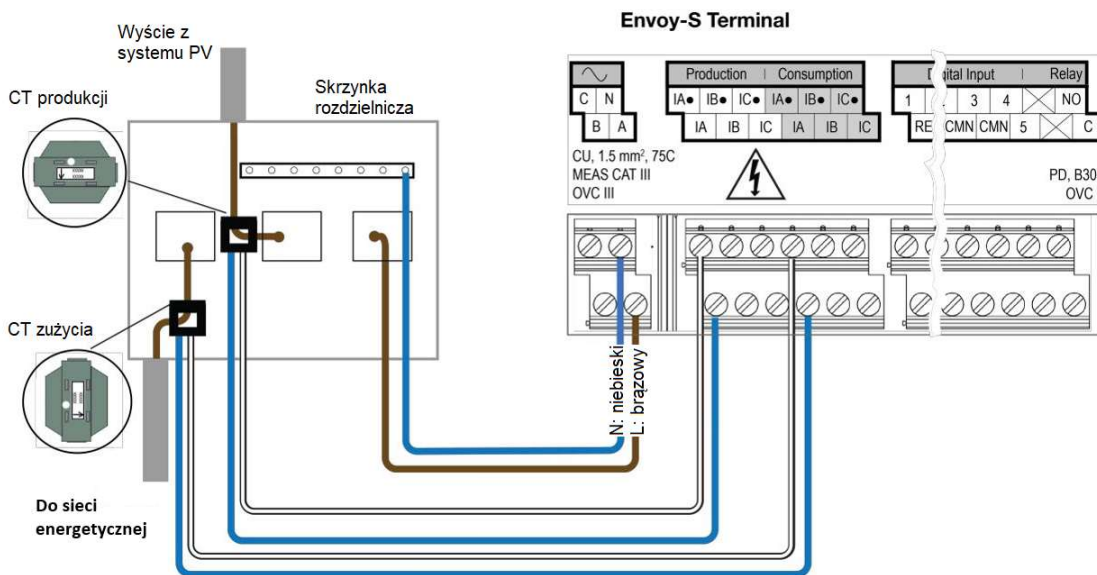 Envoy-S Terminal
Wyście z
systemu PV
CT produkcji
Skrzynka
rozdzielnicza
CT zużycia
Do sieci
energetycznej
C N
B A
CU, 1.5 mm², 75C
MEAS CAT III
OVC III
Production | Consumption
IA● IB● IC● IA● IB● IC●
IA IB IC IA IB IC
Digital Input | Relay
1 3 4 NO
CMN CMN 5 C
PD, B30
OVC
N: niebieski
L: brązowy